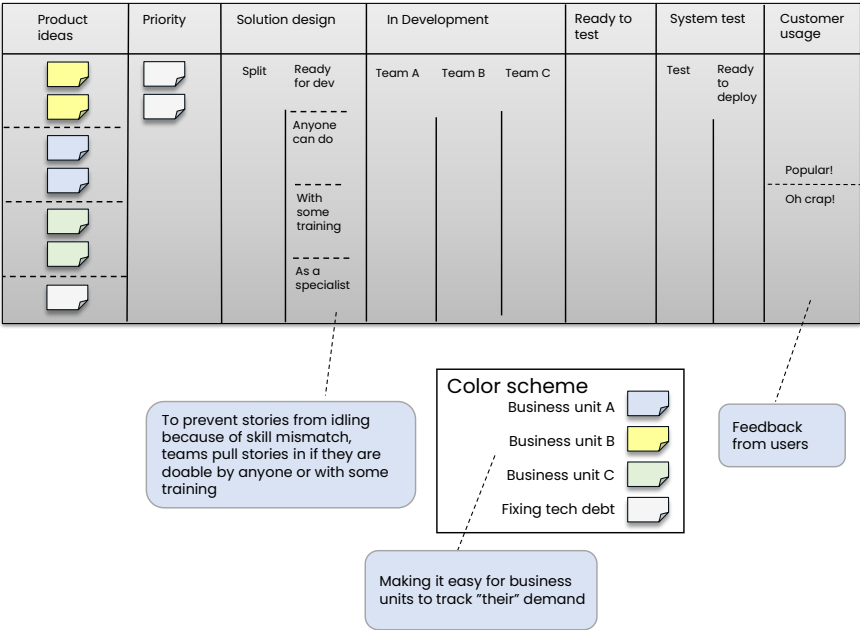 Product
ideas
Priority
Solution design
In Development
Ready to
test
System test
Customer
usage
Split
Ready
for dev
Team A
Team B
Team C
Test
Ready
to
deploy
Anyone
can do
With
some
training
As a
specialist
Popular!
Oh crap!
To prevent stories from idling
because of skill mismatch,
teams pull stories in if they are
doable by anyone or with some
training
Color scheme
Business unit A
Business unit B
Business unit C
Fixing tech debt
Feedback
from users
Making it easy for business
units to track ”their” demand